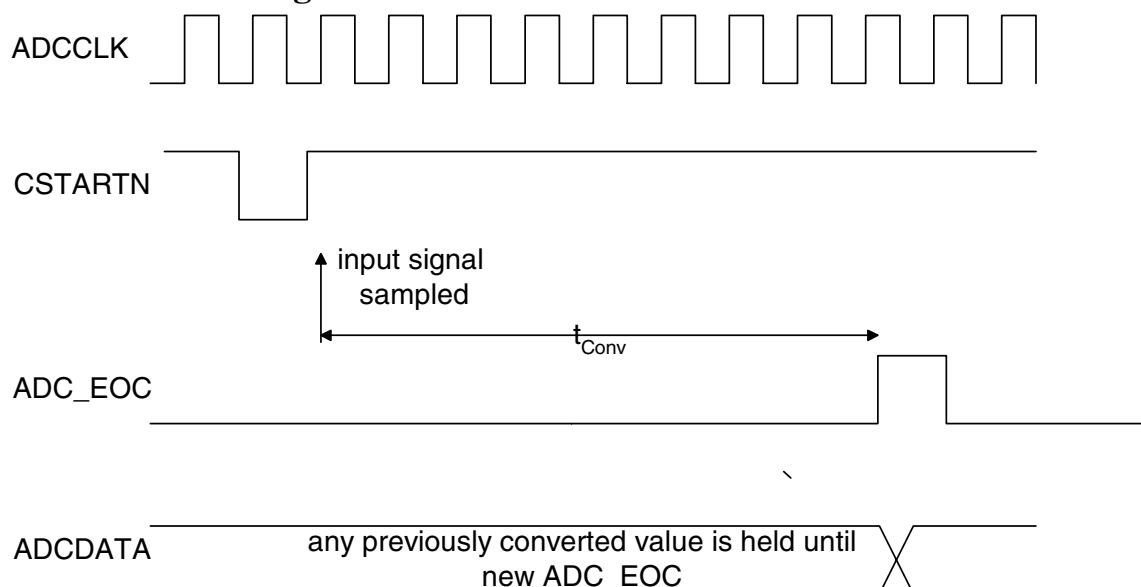 ADCCLK
CSTARTN
input signal
sampled
tConv
ADC_EOC
ADCDATA
any previously converted value is held until
new ADC_EOC